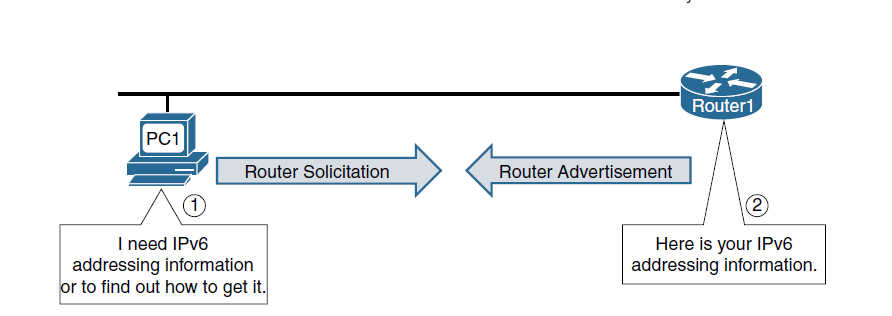 Router1
PC1
Router Solicitation
Router Advertisement
1
2
I need IPv6
addressing information
or to find out how to get it.
Here is your IPv6
addressing information.